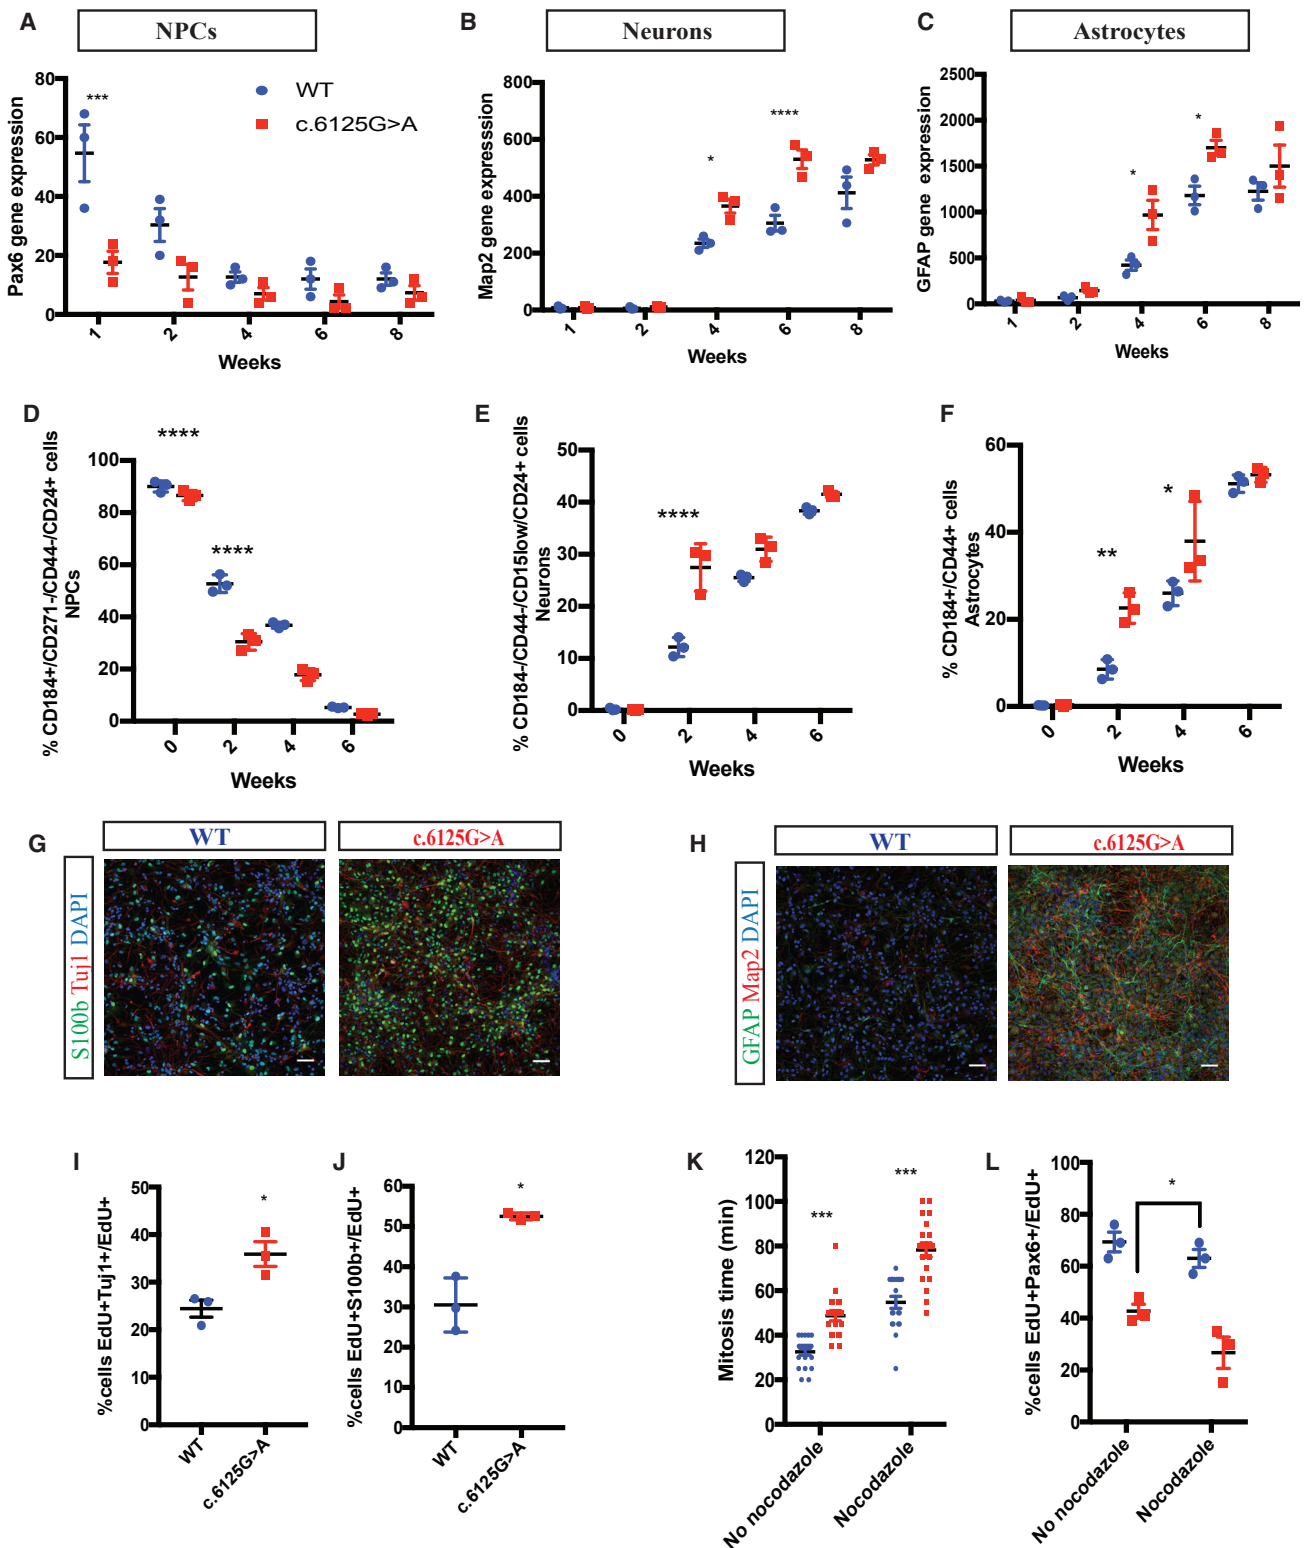 A
NPCs
B
Neurons
C
Astrocytes
Pax6 gene expression
80
60
40
20
0
***
WT
c.6125G>A
1
2
4
6
8
Weeks
Map2 gene expresssion
800
600
400
200
0
*
****
1
2
4
6
8
Weeks
GFAP gene expression
2500
2000
1500
1000
500
0
*
*
1
2
4
6
8
Weeks
D
% CD184+/CD271-/CD44-/CD24+ cells
NPCs
100
80
60
40
20
0
****
****
0
2
4
6
Weeks
E
% CD184-/CD44-/CD15low/CD24+ cells
Neurons
50
40
30
20
10
0
****
0
2
4
6
Weeks
F
% CD184+/CD44+ cells
Astrocytes
60
40
20
0
**
*
0
2
4
6
Weeks
G
WT
c.6125G>A
S100b Tuj1 DAPI
H
WT
c.6125G>A
GFAP Map2 DAPI
I
%cells EdU+Tuj1+/EdU+
50
40
30
20
10
0
*
WT
c.6125G>A
J
%cells EdU+S100b+/EdU+
60
50
40
30
20
10
0
*
WT
c.6125G>A
K
Mitosis time (min)
120
100
80
60
40
20
0
***
***
No nocodazole
Nocodazole
L
%cells EdU+Pax6+/EdU+
100
80
60
40
20
0
*
No nocodazole
Nocodazole